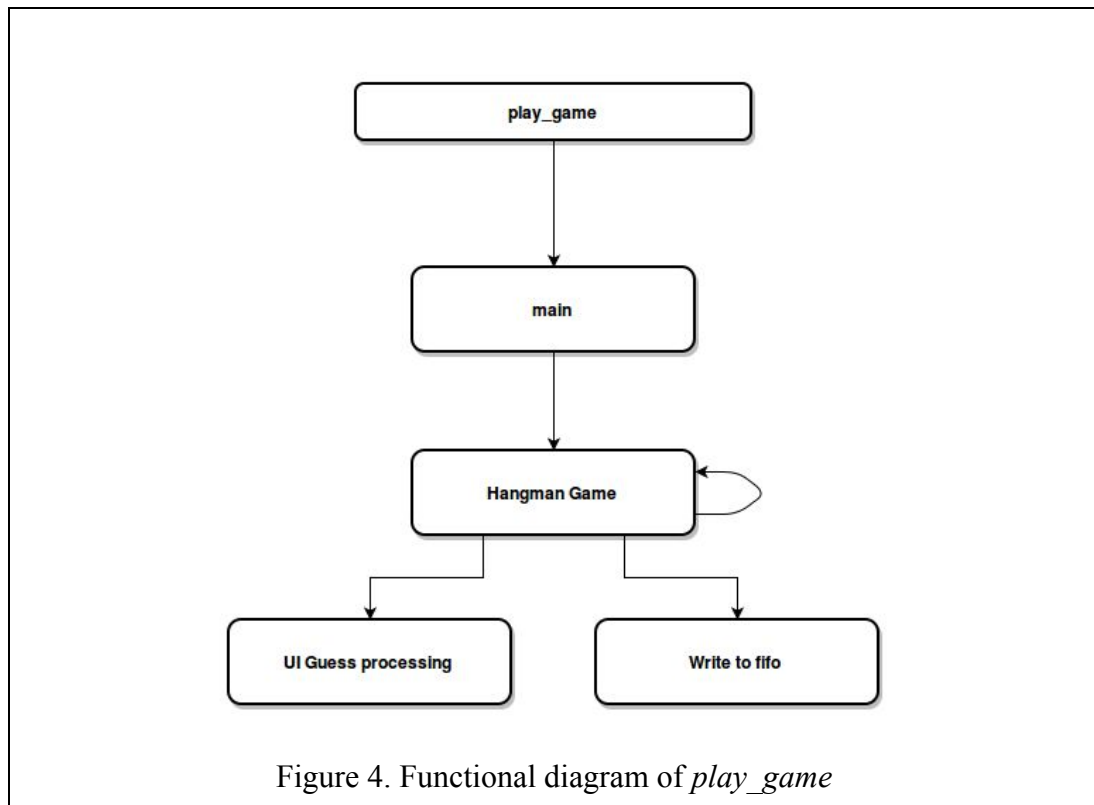 play_game
main
Hangman Game
UI Guess processing
Write to fifo
Figure 4. Functional diagram of play_game